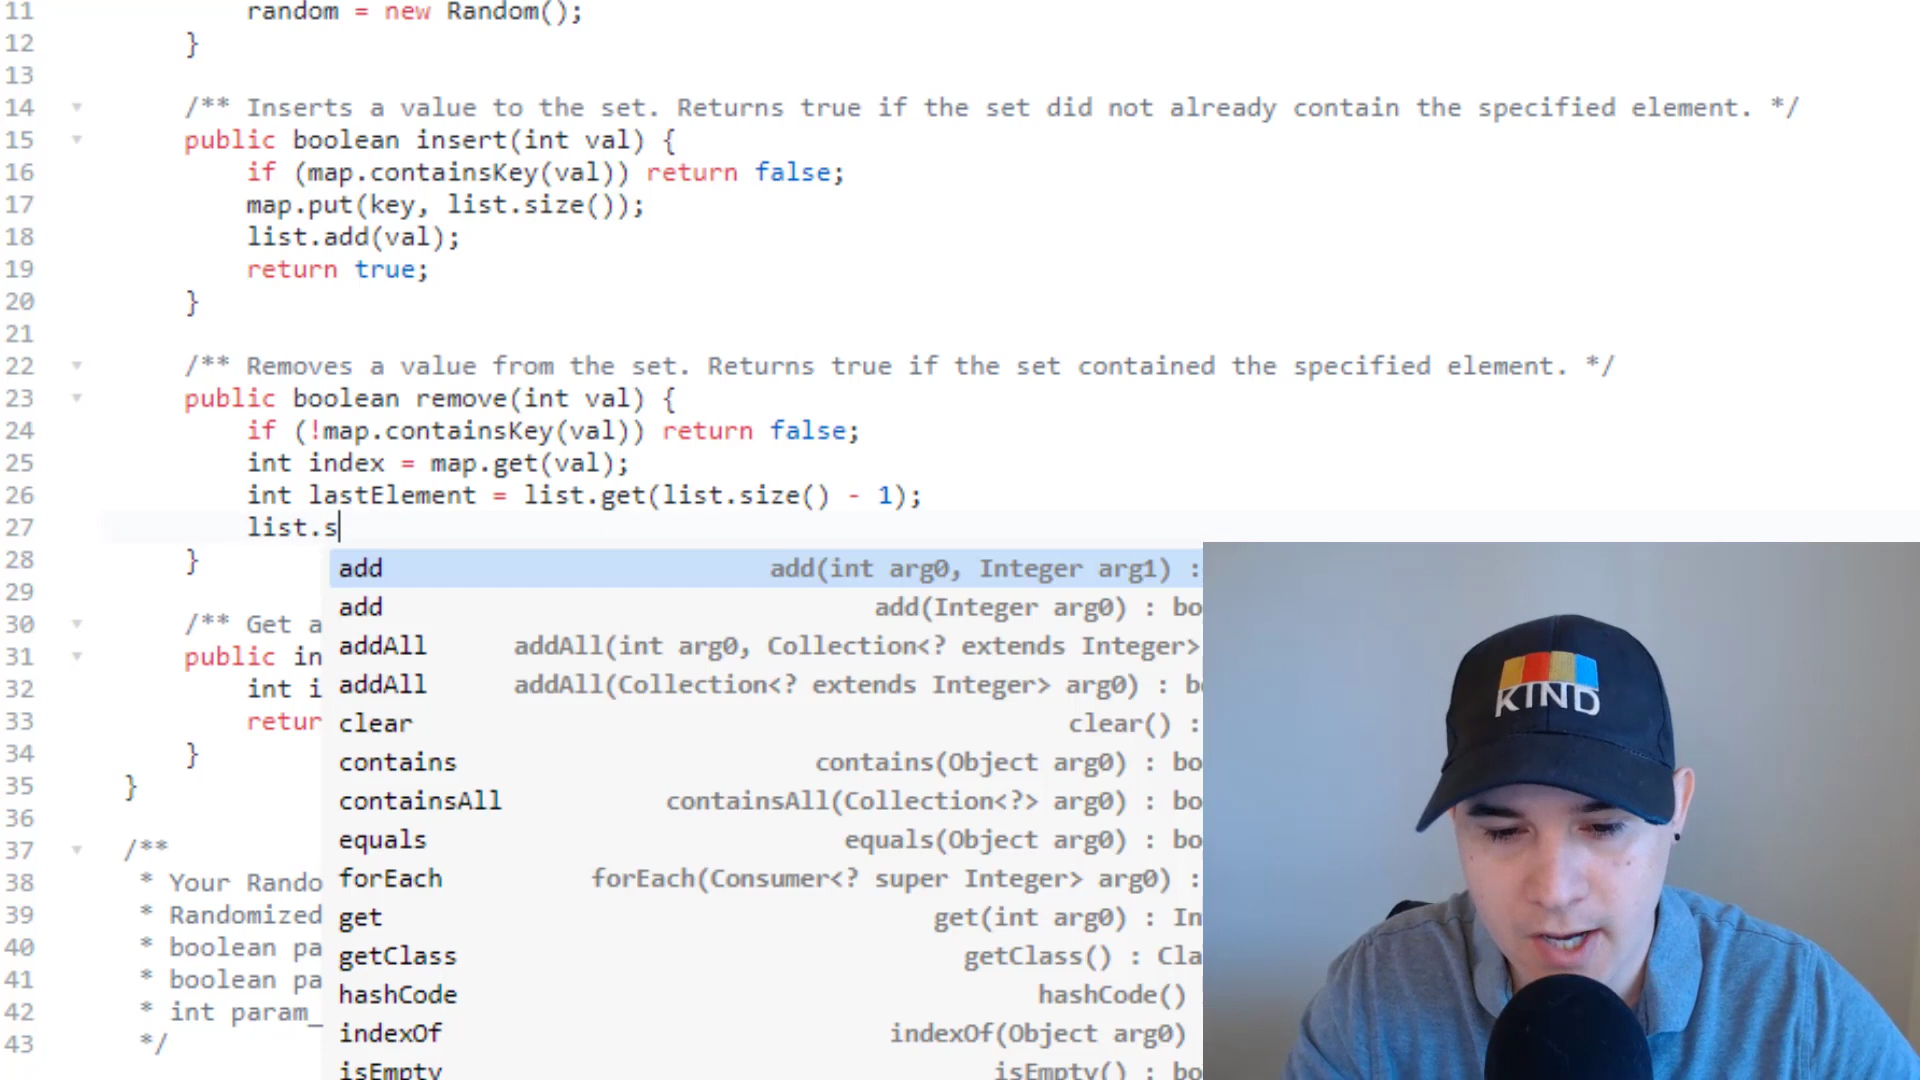 11 random = new Random();
12 }
13
14 /** Inserts a value to the set. Returns true if the set did not already contain the specified element. */
15 public boolean insert(int val) {
16 if (map.containsKey(val)) return false;
17 map.put(key, list.size());
18 list.add(val);
19 return true;
20 }
21
22 /** Removes a value from the set. Returns true if the set contained the specified element. */
23 public boolean remove(int val) {
24 if (!map.containsKey(val)) return false;
25 int index = map.get(val);
26 int lastElement = list.get(list.size() - 1);
27 list.s
28 }
29
30 /** Get a
31 public in
32 int i
33 retur
34 }
35 }
36
37 /**
38 * Your Rando
39 * Randomized
40 * boolean pa
41 * boolean pa
42 * int param_
43 */
add add(int arg0, Integer arg1) :
add add(Integer arg0) : bo
addAll addAll(int arg0, Collection<? extends Integer>
addAll addAll(Collection<? extends Integer> arg0) : b
clear clear() :
contains contains(Object arg0) : bo
containsAll containsAll(Collection<?> arg0) : bo
equals equals(Object arg0) : bo
forEach forEach(Consumer<? super Integer> arg0) :
get get(int arg0) : In
getClass getClass() : Cla
hashCode hashCode()
indexOf indexOf(Object arg0)
isEmpty isEmpty() : bo
KIND